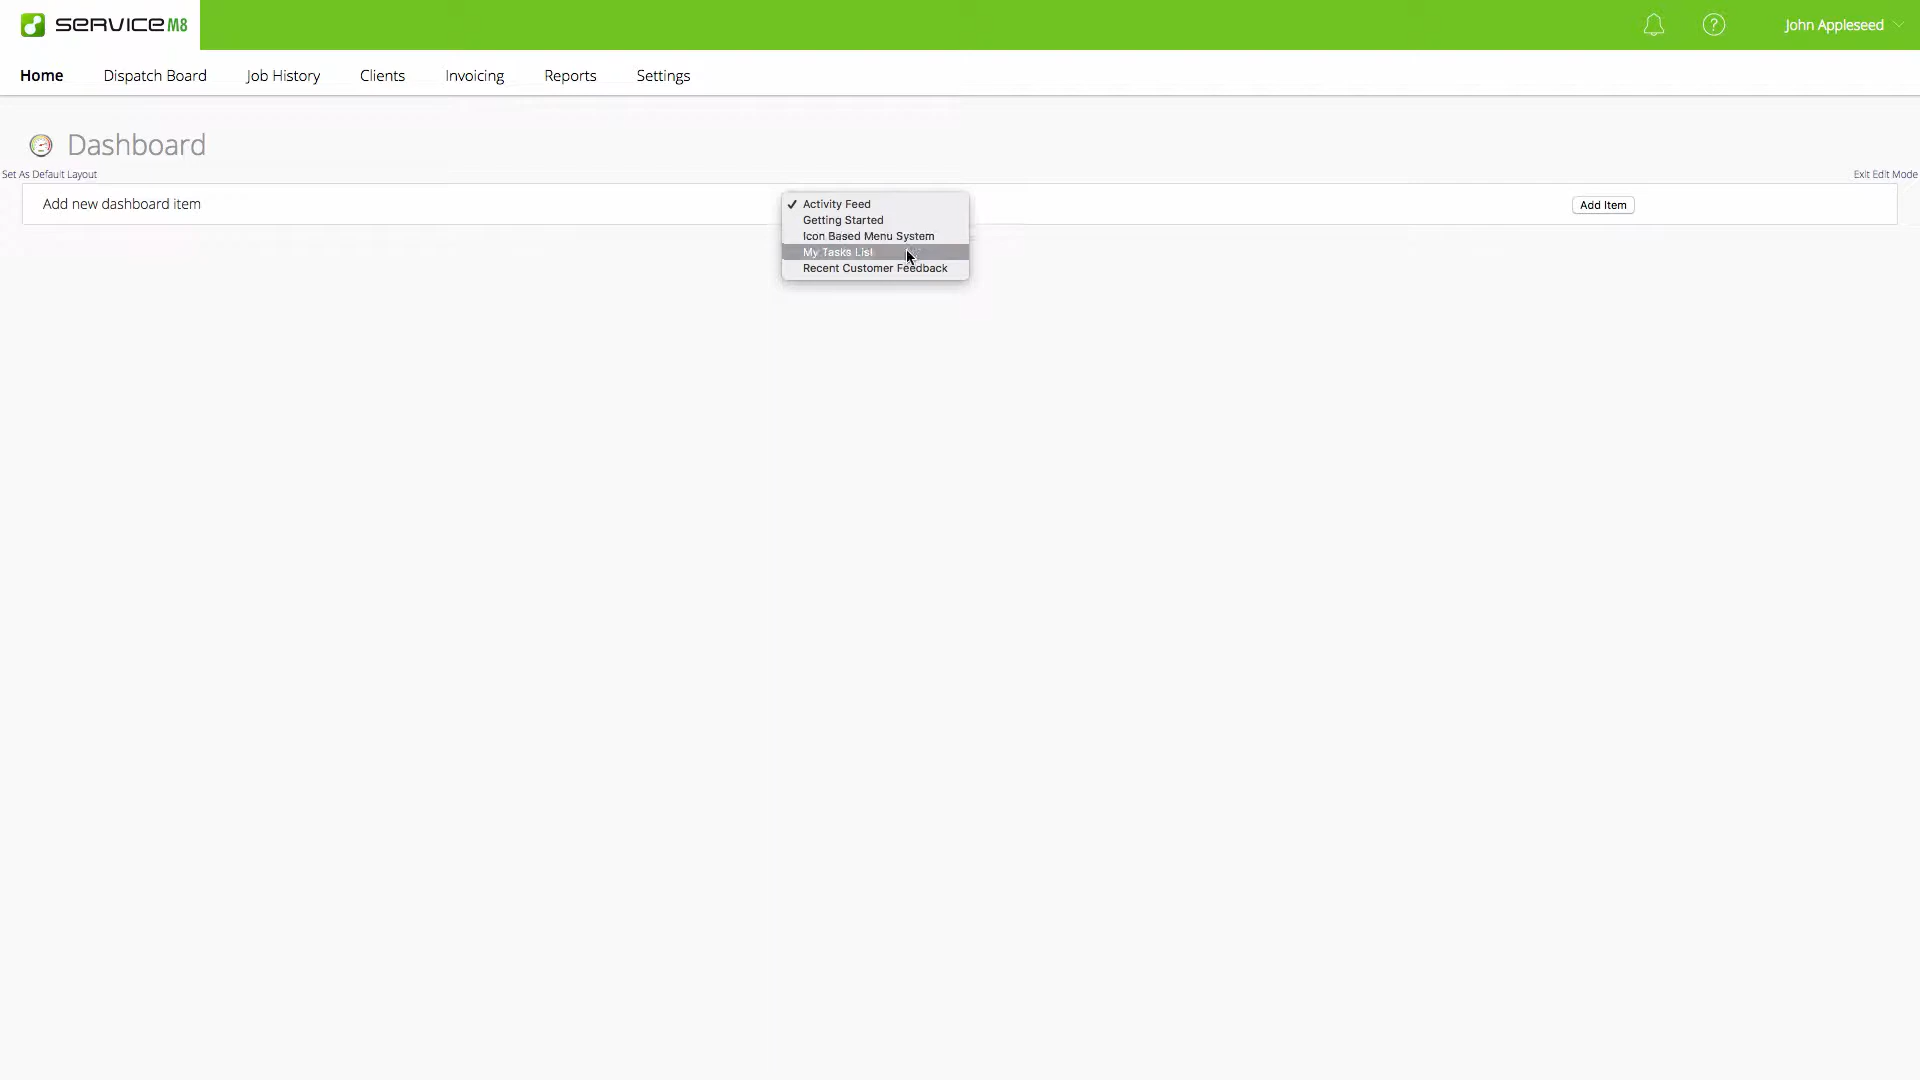 SERVICE M8
John Appleseed
Home Dispatch Board Job History Clients Invoicing Reports Settings
Dashboard
Set As Default Layout Exit Edit Mode
Add new dashboard item
✓ Activity Feed
Getting Started
Icon Based Menu System
My Tasks List
Recent Customer Feedback
Add Item